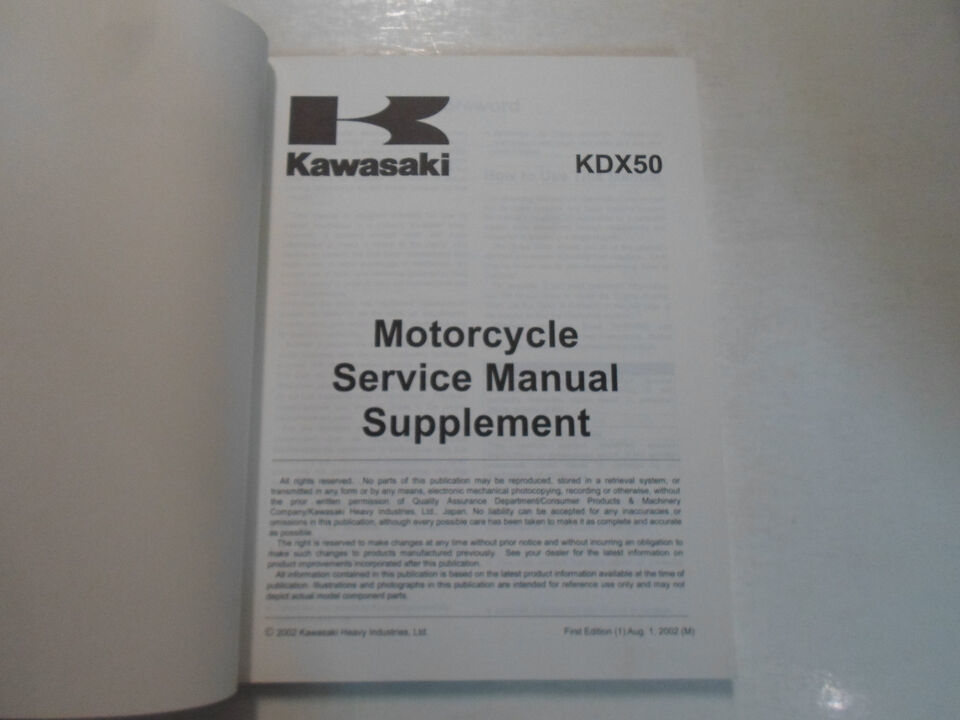 Kawasaki
KDX50
Motorcycle
Service Manual
Supplement
All rights reserved. No parts of this publication may be reproduced, stored in a retrieval system, or
transmitted in any form or by any means, electronic mechanical photocopying, recording or otherwise, without
the prior written permission of Quality Assurance Department/Consumer Products & Machinery
Company/Kawasaki Heavy Industries, Ltd., Japan. No liability can be accepted for any inaccuracies or
omissions in this publication, although every possible care has been taken to make it as complete and accurate
as possible.
The right is reserved to make changes at any time without prior notice and without incurring an obligation to
make such changes to products manufactured previously. See your dealer for the latest information on
product improvements incorporated after this publication.
All information contained in this publication is based on the latest product information available at the time of
publication. Illustrations and photographs in this publication are intended for reference use only and may not
depict actual model component parts.
© 2002 Kawasaki Heavy Industries, Ltd.
First Edition (1) Aug. 1, 2002 (M)